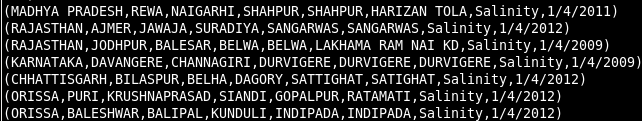 (MADHYA PRADESH,REWA,NAIGARHI,SHAHPUR,SHAHPUR,HARIZAN TOLA,Salinity,1/4/2011)
(RAJASTHAN,AJMER,JAWAJA,SURADIYA,SANGARWAS,SANGARWAS,Salinity,1/4/2012)
(RAJASTHAN,JODHPUR,BALESAR,BELWA,BELWA,LAKHAMA RAM NAI KD,Salinity,1/4/2009)
(KARNATAKA,DAVANGERE,CHANNAGIRI,DURVIGERE,DURVIGERE,DURVIGERE,Salinity,1/4/2009)
(CHHATTISGARH,BILASPUR,BELHA,DAGORY,SATTIGHAT,SATIGHAT,Salinity,1/4/2012)
(ORISSA,PURI,KRUSHNAPRASAD,SIANDI,GOPALPUR,RATAMATI,Salinity,1/4/2012)
(ORISSA,BALESHWAR,BALIPAL,KUNDULI,INDIPADA,INDIPADA,Salinity,1/4/2012)